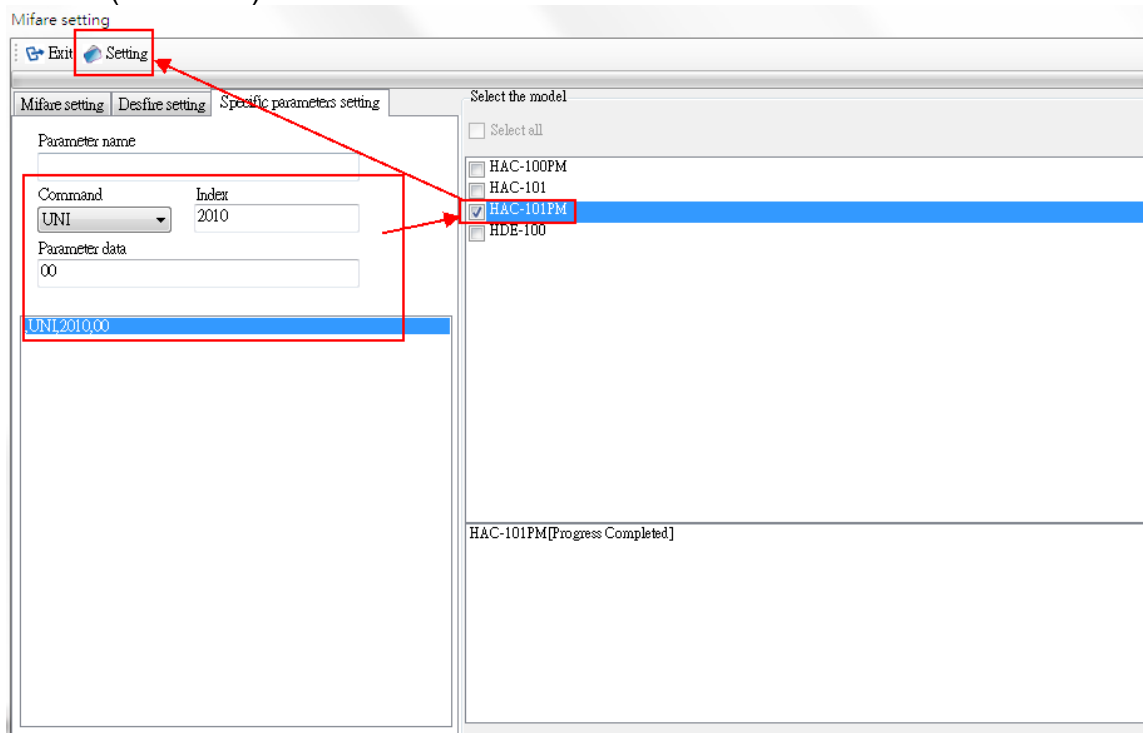 Mifare setting
Exit Setting
Mifare setting Desfire setting Specific parameters setting
Parameter name
Command Index
UNI 2010
Parameter data
00
UNI,2010,00
Select the model
Select all
HAC-100PM
HAC-101
HAC-101PM
HDE-100
HAC-101PM[Progress Completed]